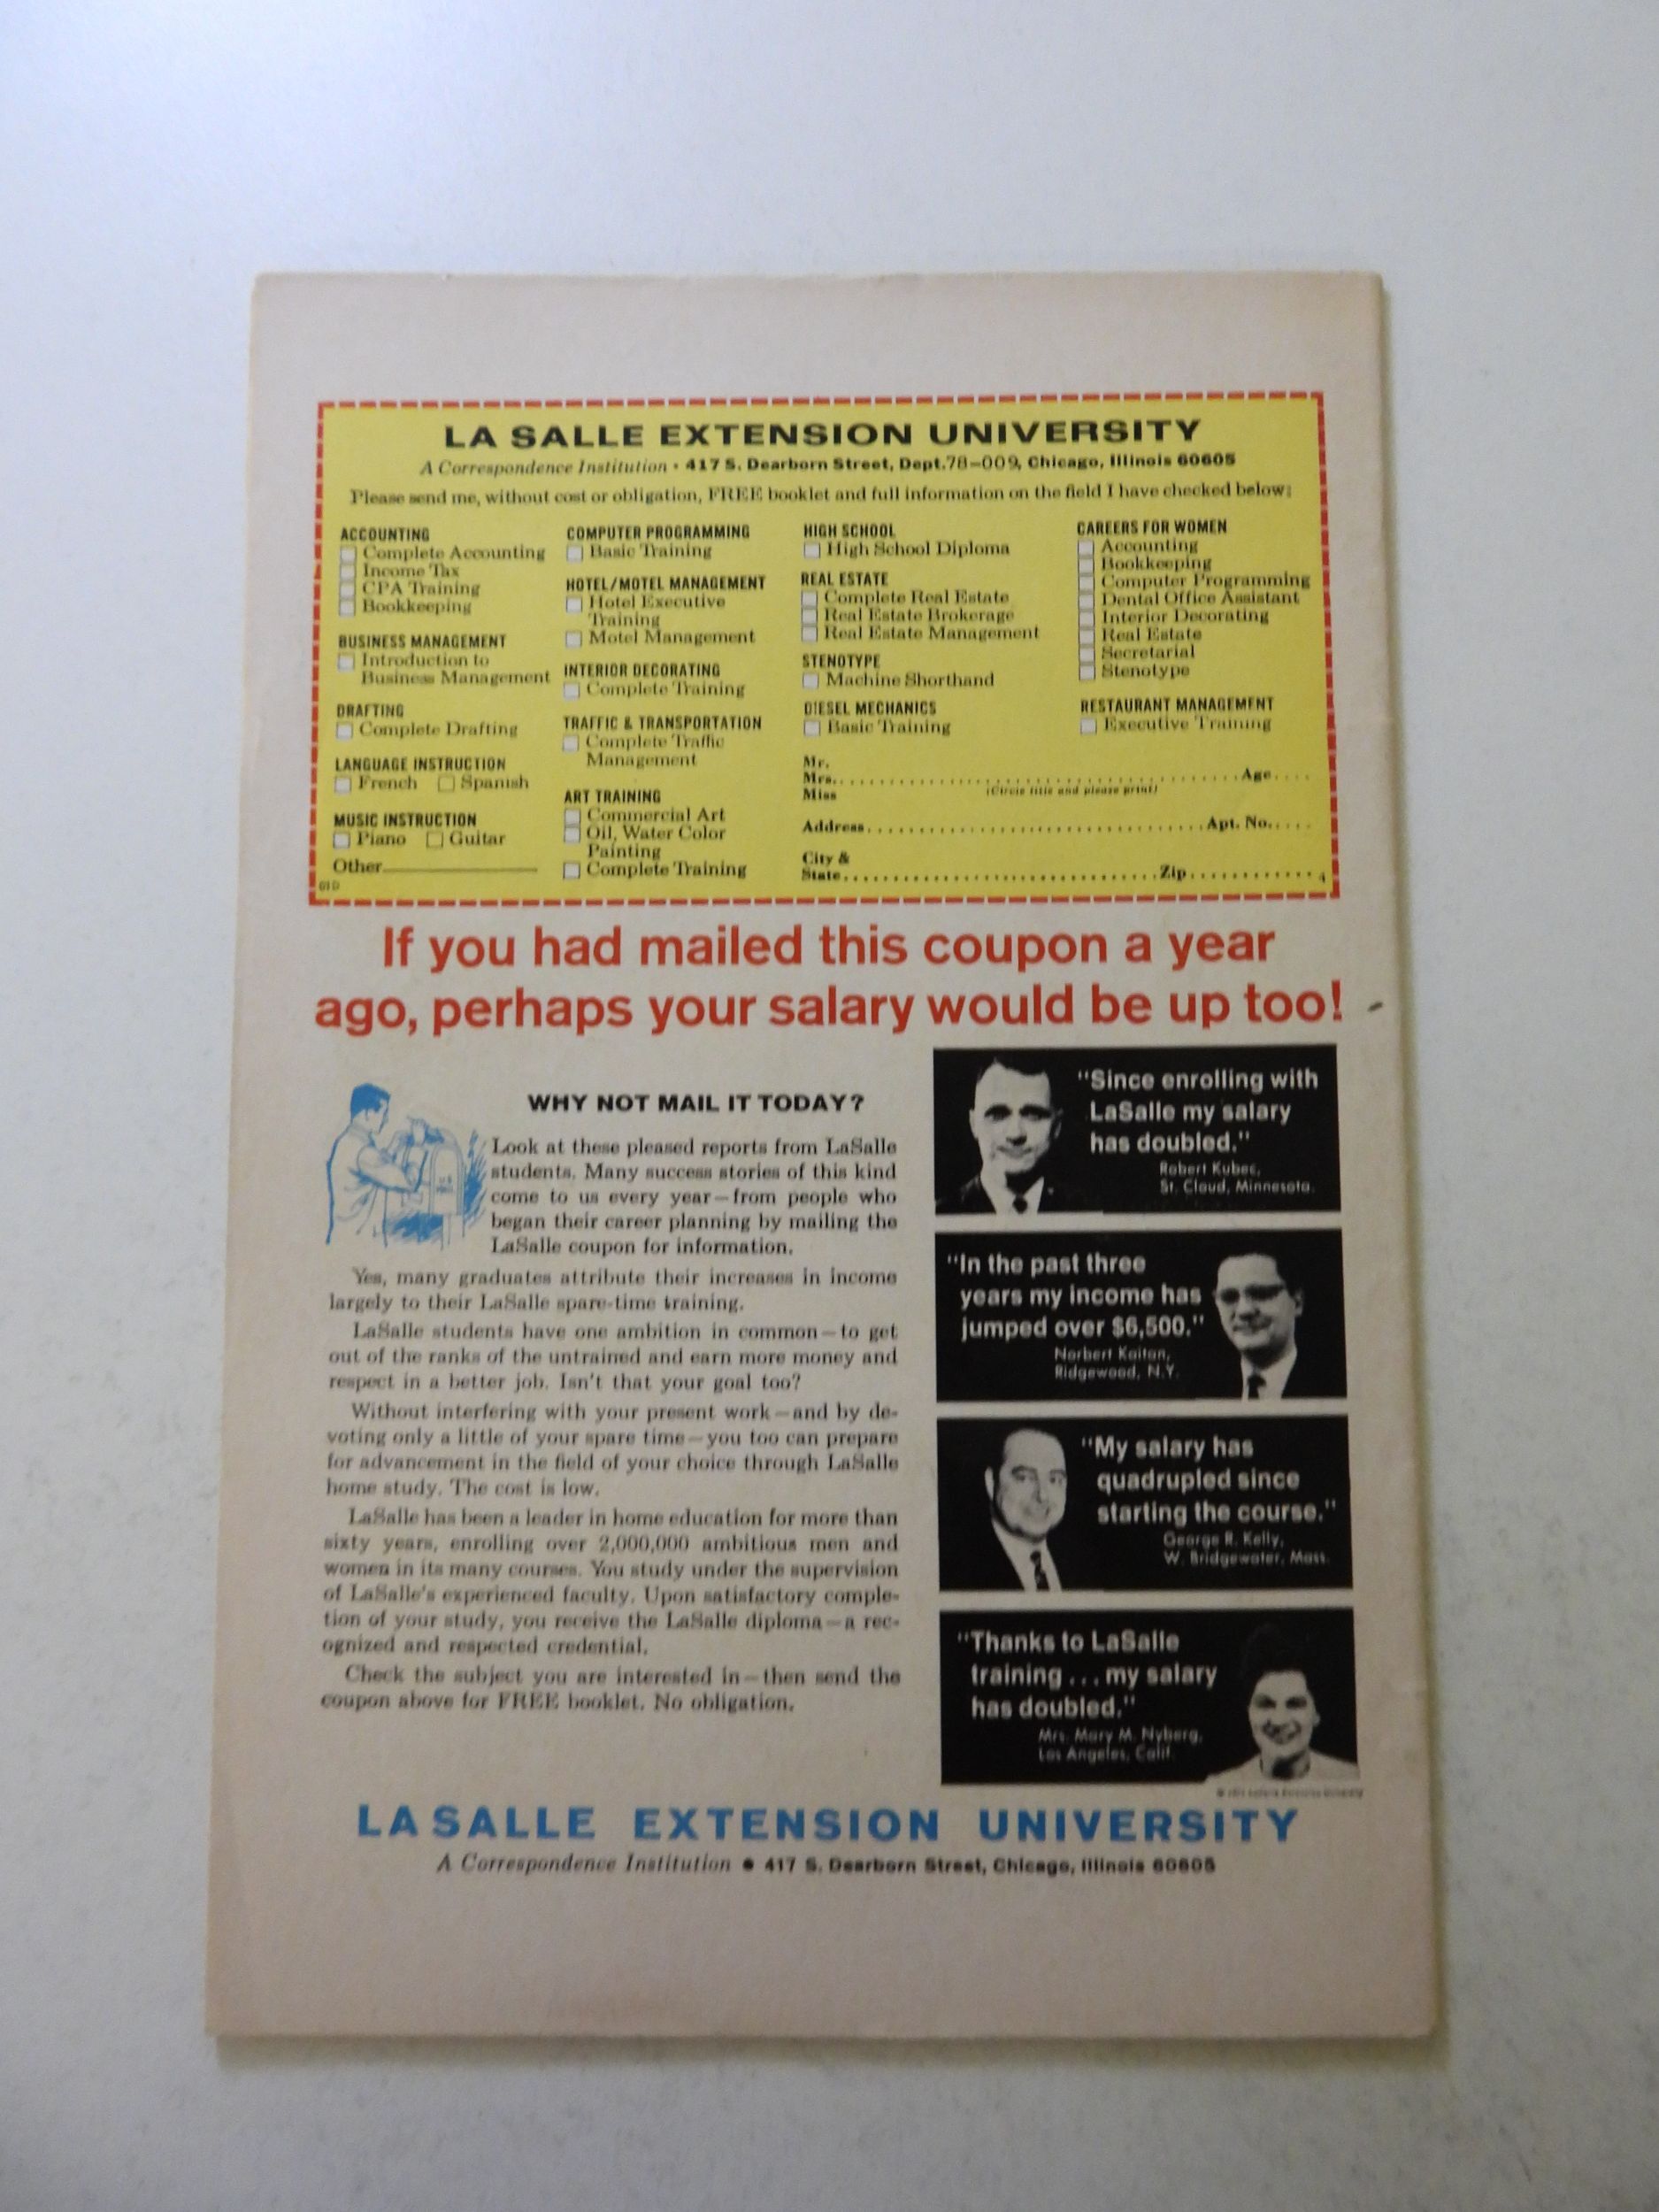 LA SALLE EXTENSION UNIVERSITY
A Correspondence Institution • 417 S. Dearborn Street, Dept.78-009, Chicago, Illinois 60605
Please send me, without cost or obligation, FREE booklet and full information on the field I have checked below:
ACCOUNTING
Complete Accounting
Income Tax
CPA Training
Bookkeeping
BUSINESS MANAGEMENT
Introduction to
Business Management
DRAFTING
Complete Drafting
LANGUAGE INSTRUCTION
French Spanish
MUSIC INSTRUCTION
Piano Guitar
Other
COMPUTER PROGRAMMING
Basic Training
HOTEL/MOTEL MANAGEMENT
Hotel Executive
Training
Motel Management
INTERIOR DECORATING
Complete Training
TRAFFIC & TRANSPORTATION
Complete Traffic
Management
ART TRAINING
Commercial Art
Oil, Water Color
Painting
Complete Training
HIGH SCHOOL
High School Diploma
REAL ESTATE
Complete Real Estate
Real Estate Brokerage
Real Estate Management
STENOTYPE
Machine Shorthand
DIESEL MECHANICS
Basic Training
CAREERS FOR WOMEN
Accounting
Bookkeeping
Computer Programming
Dental Office Assistant
Interior Decorating
Real Estate
Secretarial
Stenotype
RESTAURANT MANAGEMENT
Executive Training
Mr.
Mrs. Age
Miss (Circle title and please print)
Address Apt. No.
City &
State Zip
If you had mailed this coupon a year
ago, perhaps your salary would be up too!
WHY NOT MAIL IT TODAY?
Look at these pleased reports from LaSalle
students. Many success stories of this kind
come to us every year—from people who
began their career planning by mailing the
LaSalle coupon for information.
Yes, many graduates attribute their increases in income
largely to their LaSalle spare-time training.
LaSalle students have one ambition in common—to get
out of the ranks of the untrained and earn more money and
respect in a better job. Isn't that your goal too?
Without interfering with your present work—and by de-
voting only a little of your spare time—you too can prepare
for advancement in the field of your choice through LaSalle
home study. The cost is low.
LaSalle has been a leader in home education for more than
sixty years, enrolling over 2,000,000 ambitious men and
women in its many courses. You study under the supervision
of LaSalle's experienced faculty. Upon satisfactory comple-
tion of your study, you receive the LaSalle diploma—a rec-
ognized and respected credential.
Check the subject you are interested in—then send the
coupon above for FREE booklet. No obligation.
"Since enrolling with
LaSalle my salary
has doubled."
Robert Kubec,
St. Cloud, Minnesota.
"In the past three
years my income has
jumped over $6,500."
Norbert Kaitan,
Ridgewood, N.Y.
"My salary has
quadrupled since
starting the course."
George R. Kelly,
W. Bridgewater, Mass.
"Thanks to LaSalle
training . . . my salary
has doubled."
Mrs. Mary M. Nyberg,
Los Angeles, Calif.
LASALLE EXTENSION UNIVERSITY
A Correspondence Institution • 417 S. Dearborn Street, Chicago, Illinois 60605